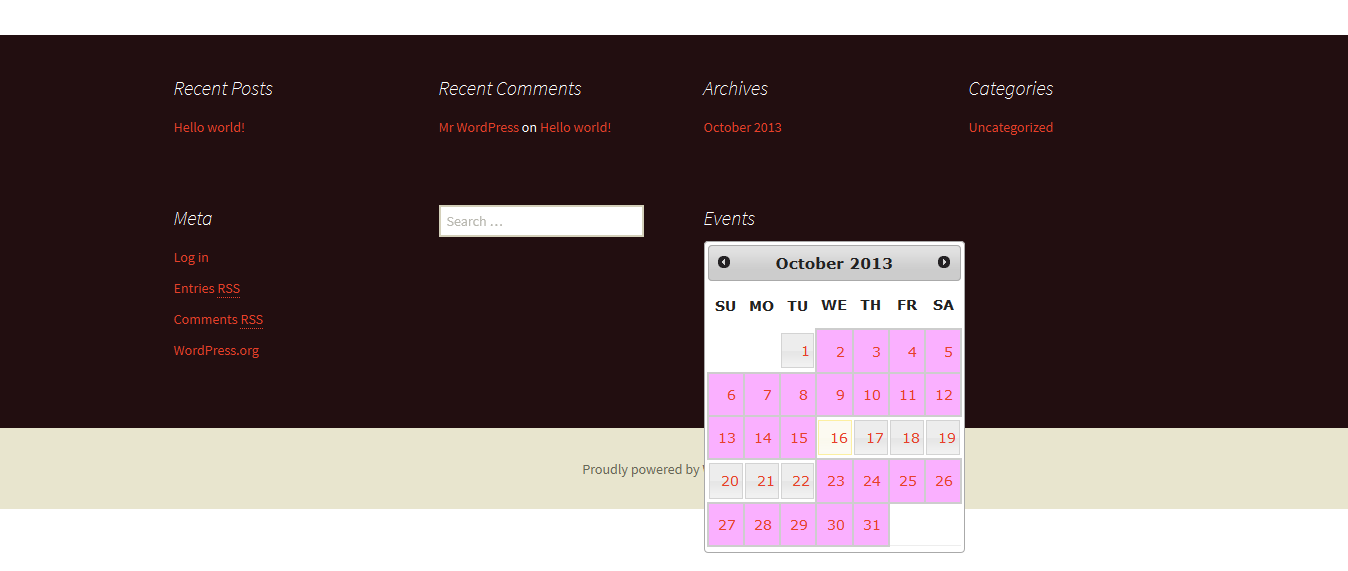 Recent Posts
Hello world!
Recent Comments
Mr WordPress on Hello world!
Archives
October 2013
Categories
Uncategorized
Meta
Log in
Entries RSS
Comments RSS
WordPress.org
Search ...
Events
October 2013
SU MO TU WE TH FR SA
1 2 3 4 5
6 7 8 9 10 11 12
13 14 15 16 17 18 19
20 21 22 23 24 25 26
27 28 29 30 31
Proudly powered by